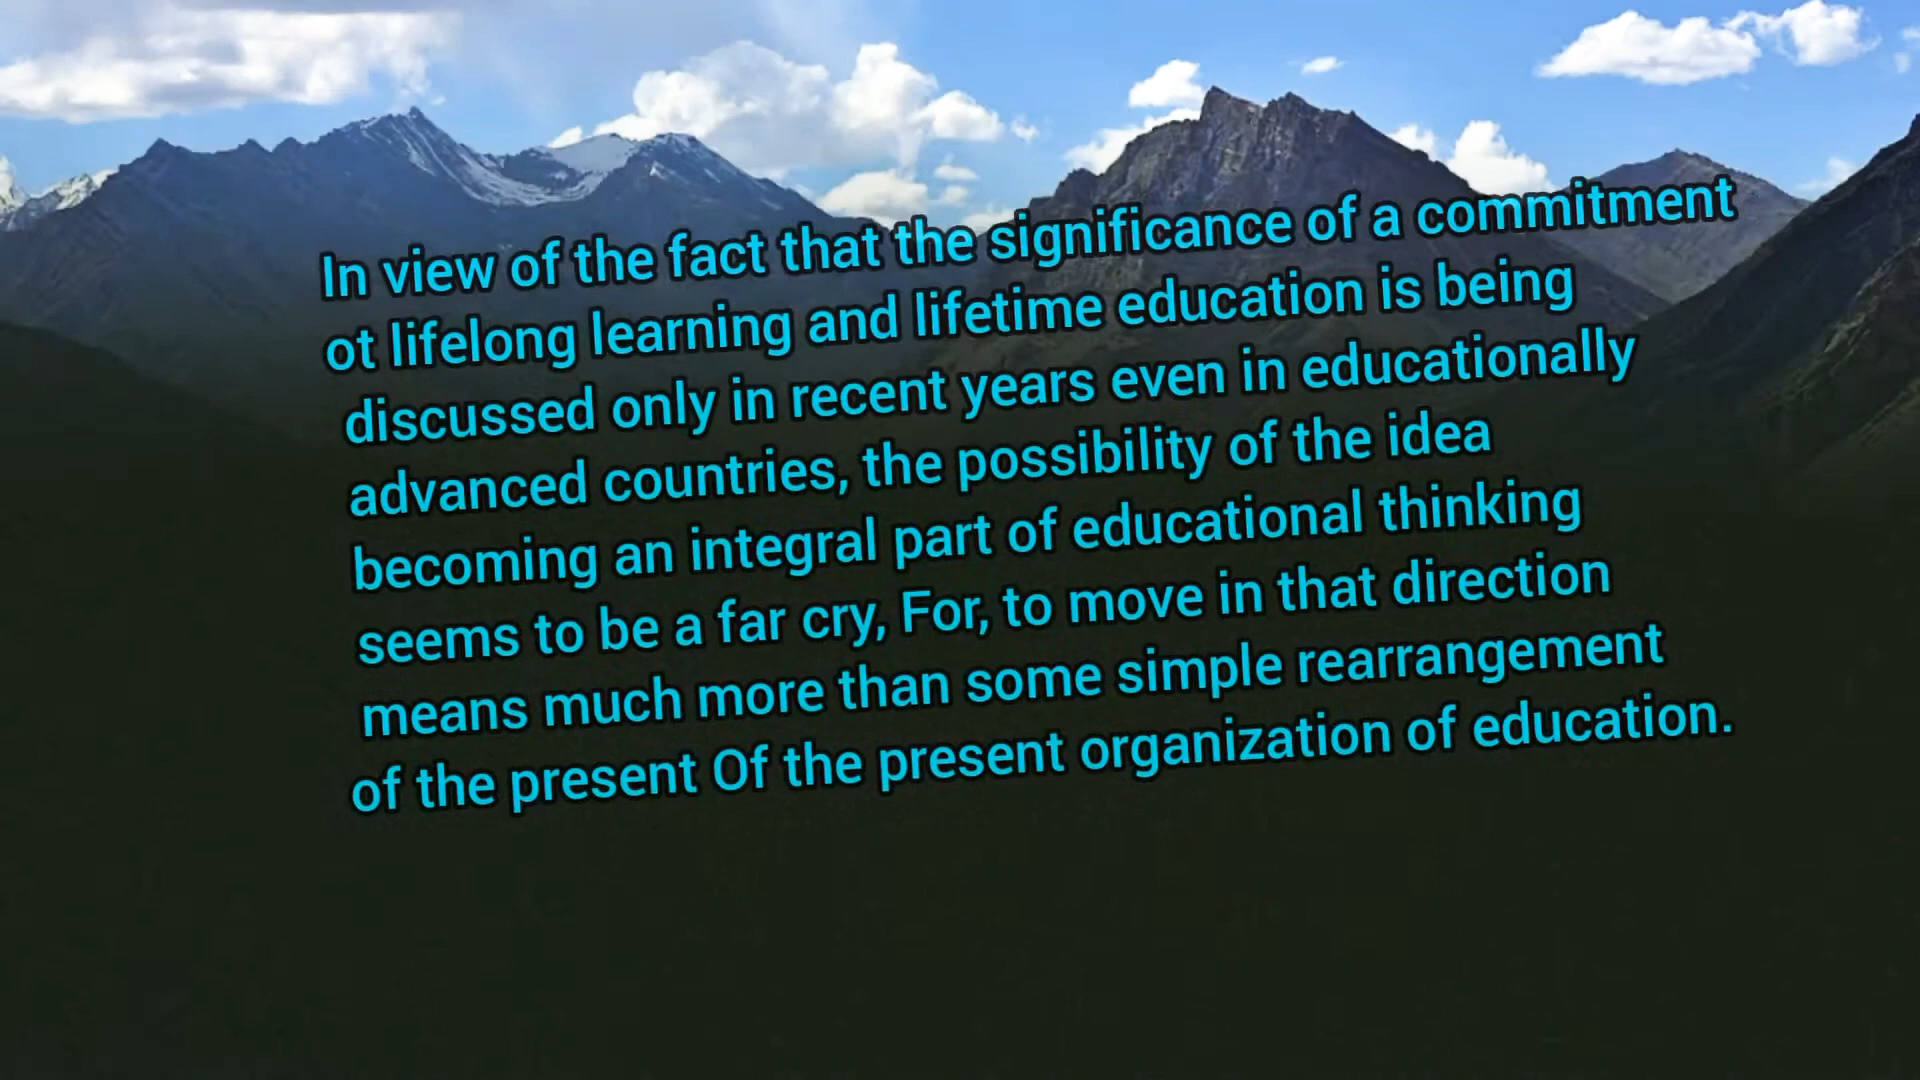 In view of the fact that the significance of a commitment
ot lifelong learning and lifetime education is being
discussed only in recent years even in educationally
advanced countries, the possibility of the idea
becoming an integral part of educational thinking
seems to be a far cry, For, to move in that direction
means much more than some simple rearrangement
of the present Of the present organization of education.